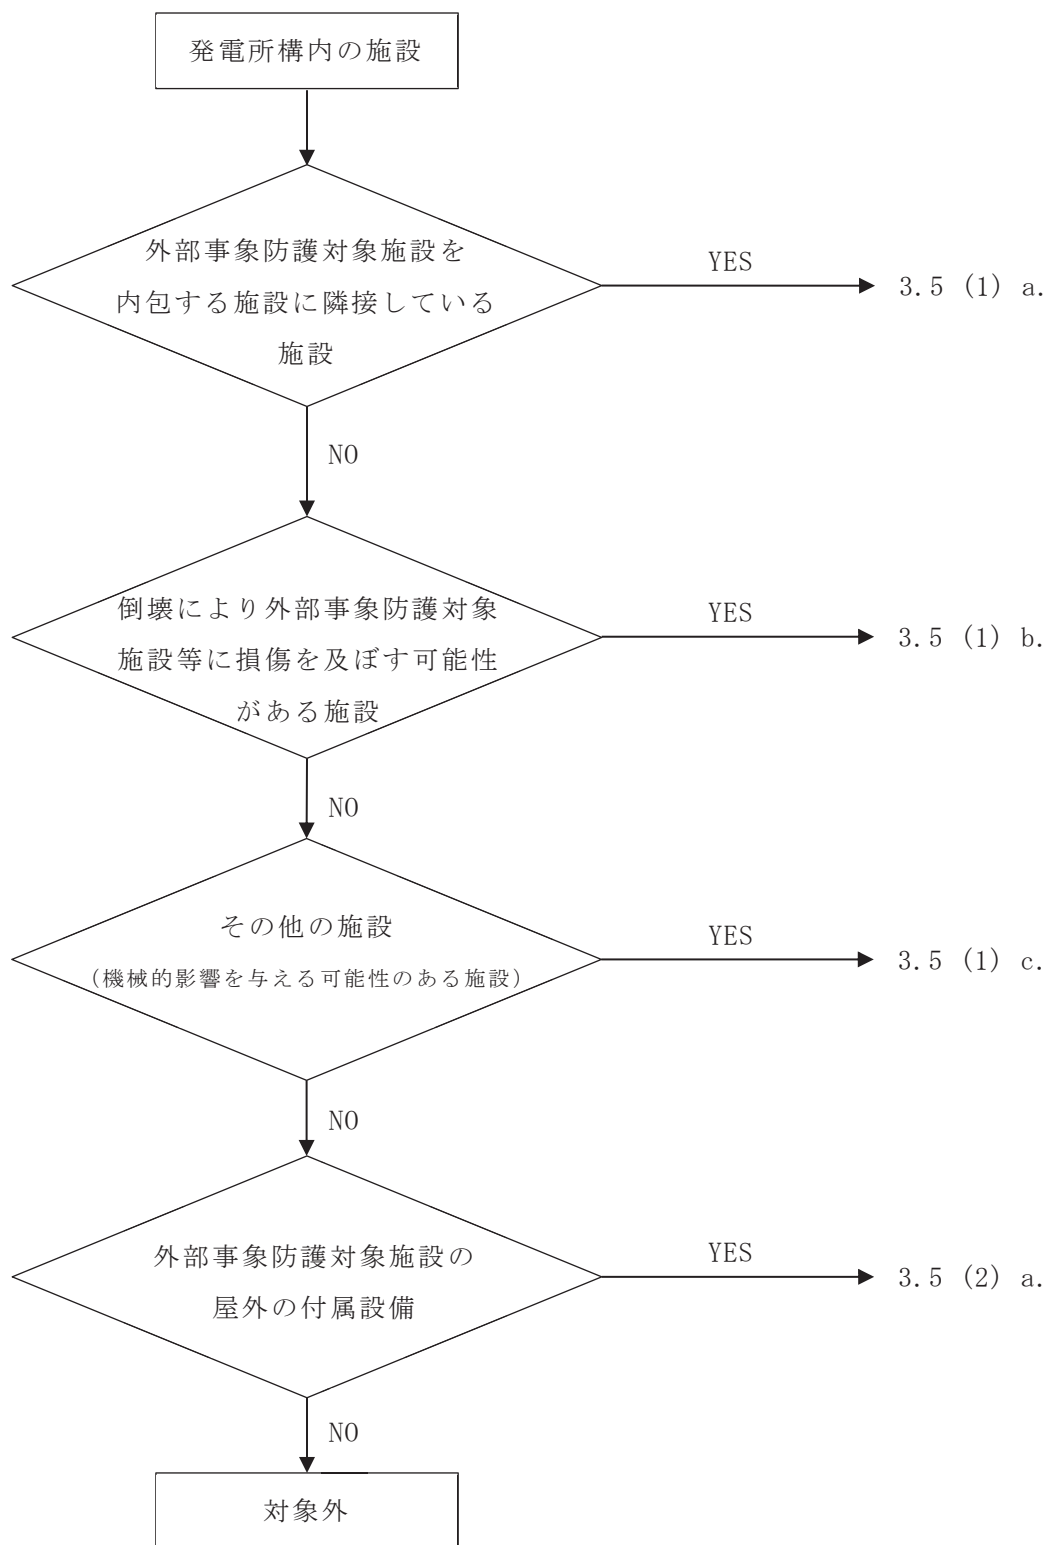 発電所構内の施設
外部事象防護対象施設を
内包する施設に隣接している
施設
YES
3.5 (1) a.
NO
倒壊により外部事象防護対象
施設等に損傷を及ぼす可能性
がある施設
YES
3.5 (1) b.
NO
その他の施設
(機械的影響を与える可能性のある施設)
YES
3.5 (1) c.
NO
外部事象防護対象施設の
屋外の付属設備
YES
3.5 (2) a.
NO
対象外